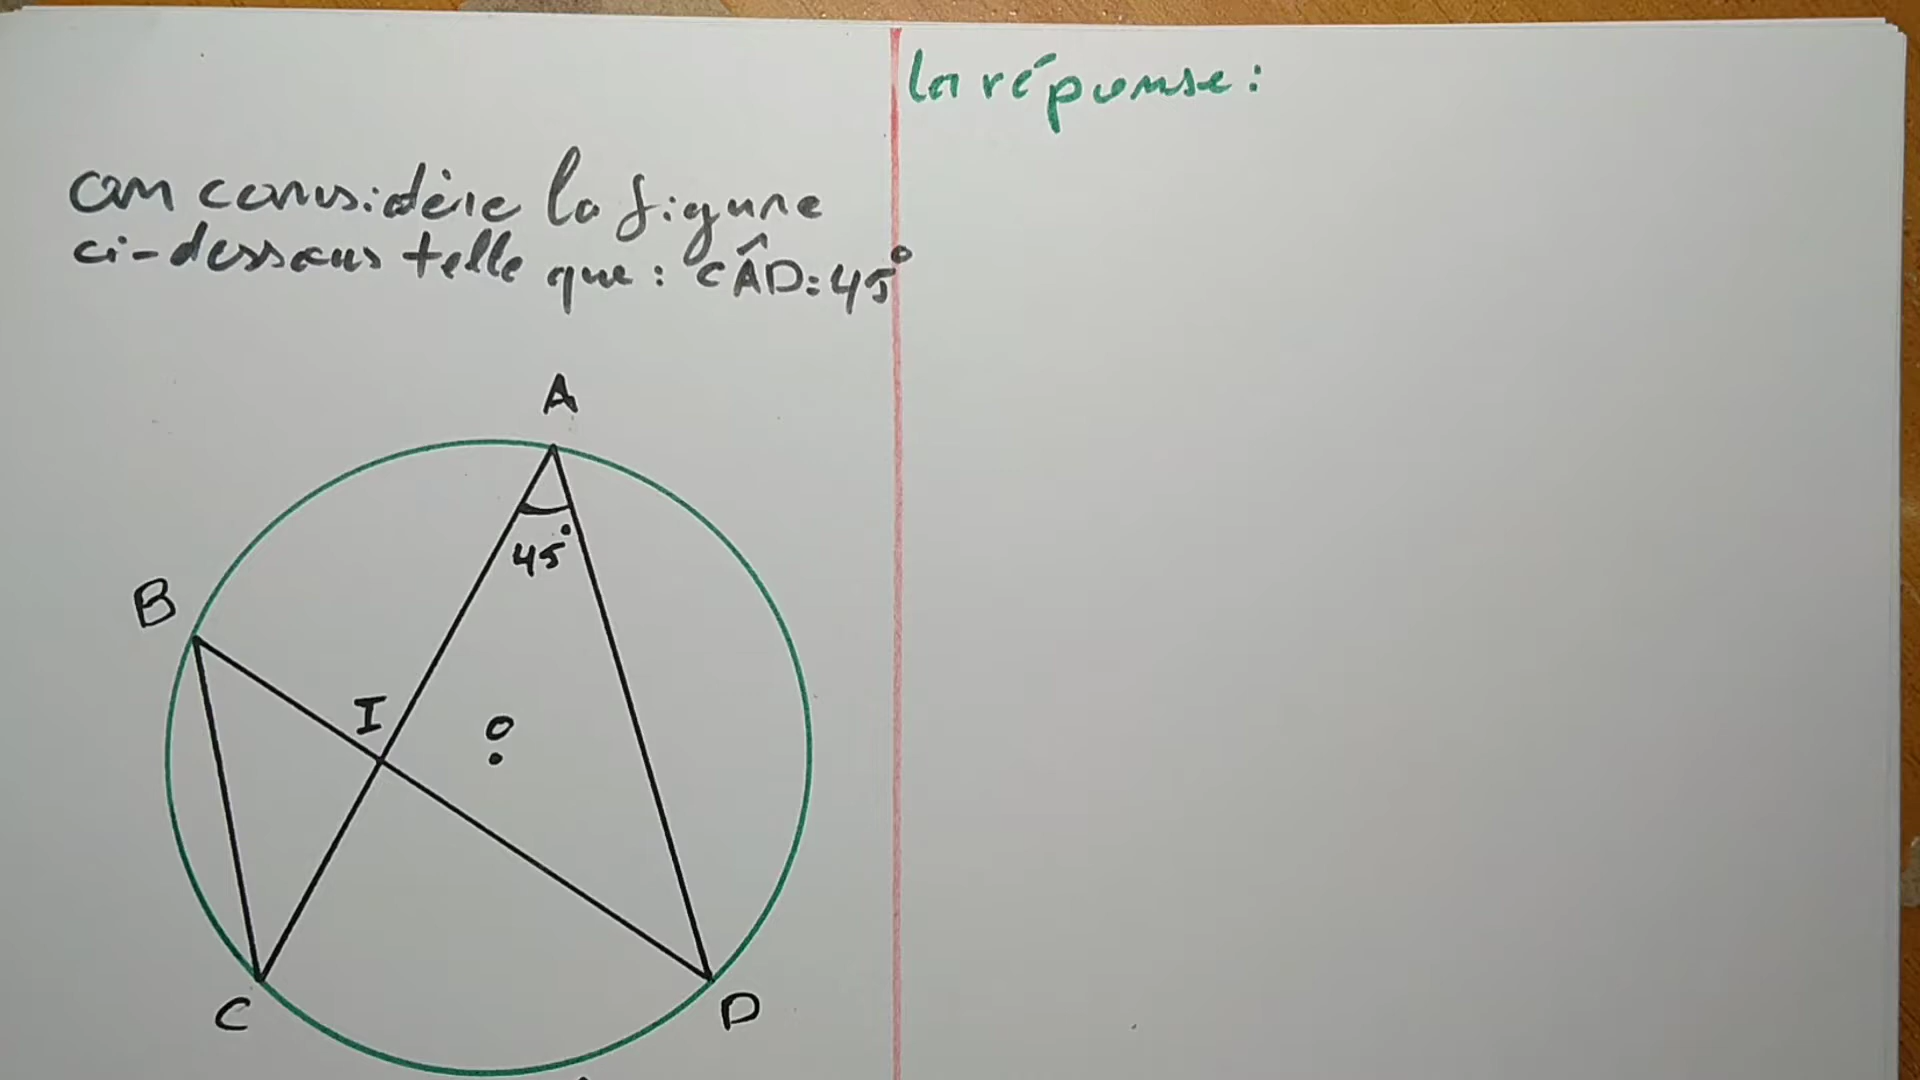 la réponse:
on considère la figure
ci-dessous telle que: CÂD=45°
A
45°
B
I
O
C
D